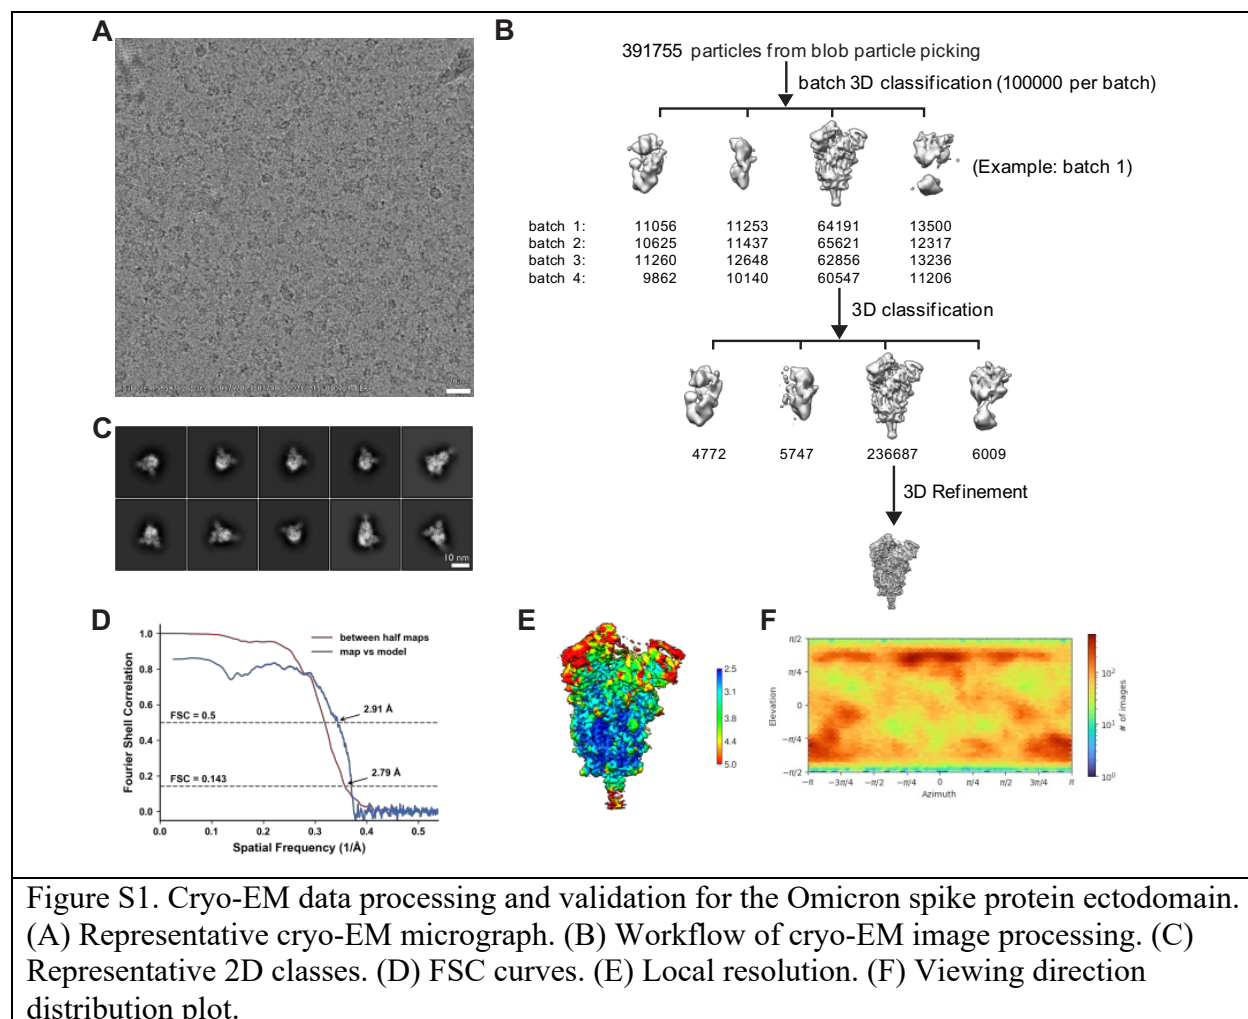 A
B
391755 particles from blob particle picking
batch 3D classification (100000 per batch)
(Example: batch 1)
batch 1: 11056 11253 64191 13500
batch 2: 10625 11437 65621 12317
batch 3: 11260 12648 62856 13236
batch 4: 9862 10140 60547 11206
3D classification
4772 5747 236687 6009
3D Refinement
C
10 nm
D
Fourier Shell Correlation
1.0
0.8
0.6
0.4
0.2
0.0
between half maps
map vs model
FSC = 0.5
2.91 Å
FSC = 0.143
2.79 Å
0.0 0.1 0.2 0.3 0.4 0.5
Spatial Frequency (1/Å)
E
2.5
3.1
3.8
4.4
5.0
F
Elevation
π/2
π/4
0
−π/4
−π/2
−π −3π/4 −π/2 −π/4 0 π/4 π/2 3π/4 π
Azimuth
10²
10¹
10⁰
# of images
Figure S1. Cryo-EM data processing and validation for the Omicron spike protein ectodomain.
(A) Representative cryo-EM micrograph. (B) Workflow of cryo-EM image processing. (C)
Representative 2D classes. (D) FSC curves. (E) Local resolution. (F) Viewing direction
distribution plot.